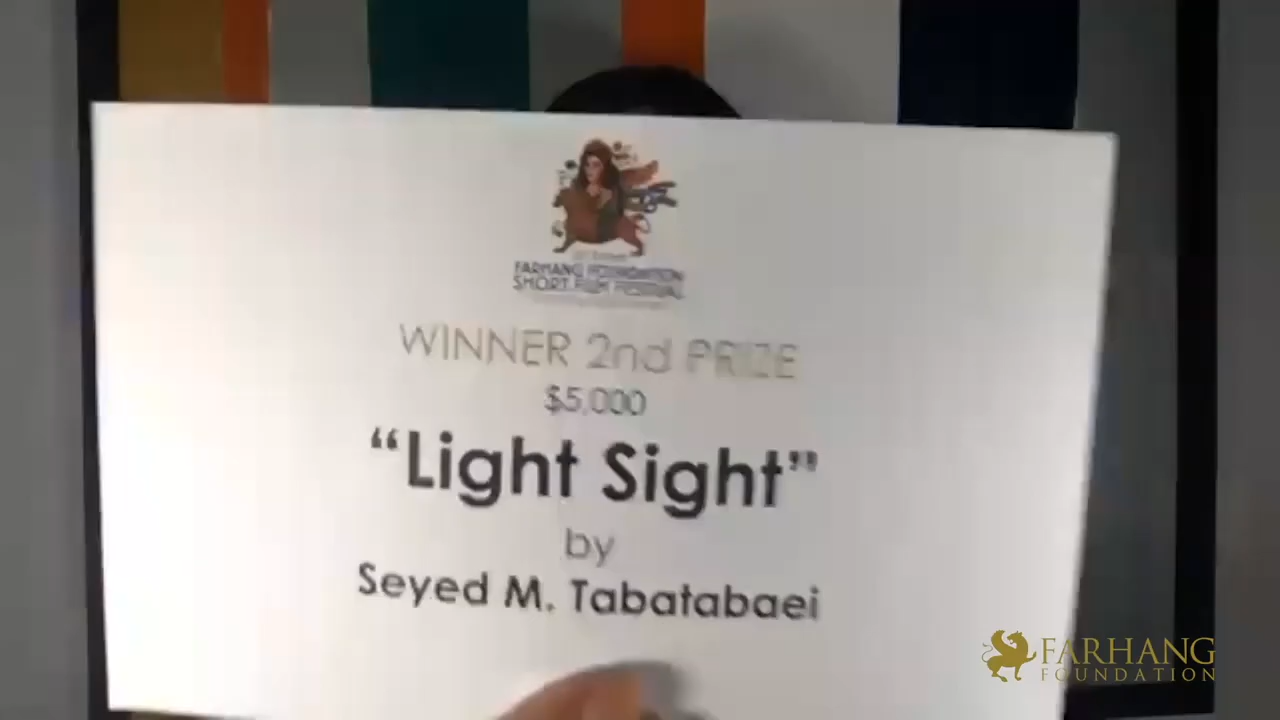 FARHANG FOUNDATION
SHORT FILM FESTIVAL
WINNER 2nd PRIZE
$5,000
“Light Sight”
by
Seyed M. Tabatabaei
FARHANG
FOUNDATION